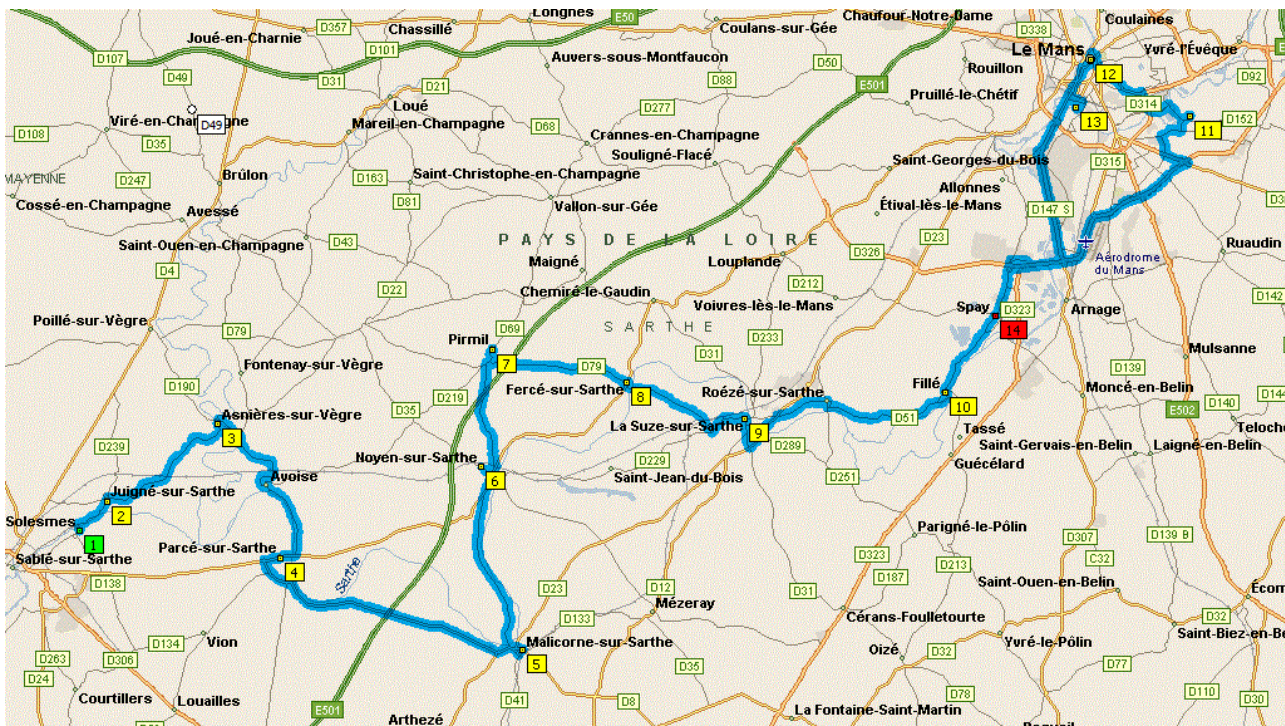 Longnes
Coulaines
Chaufour-Notre-Dame
D357
Chassillé
E50
Coulans-sur-Gée
D338
Joué-en-Charnie
D101
Le Mans
Yvré-l'Évêque
D107
Auvers-sous-Montfaucon
D50
Rouillon
12
D92
D49
D31
D21
D88
E501
Loué
D277
Pruillé-le-Chétif
D314
13
11
D152
Viré-en-Champagne
D49
Mareil-en-Champagne
D68
D108
D35
Crannes-en-Champagne
Souligné-Flacé
Saint-Georges-du-Bois
D315
MAYENNE
D247
Brûlon
D163
Saint-Christophe-en-Champagne
Allonnes
Cossé-en-Champagne
D81
Vallon-sur-Gée
Étival-lès-le-Mans
D147 S
Avessé
D23
Saint-Ouen-en-Champagne
D43
PAYS DE LA LOIRE
D326
Ruaudin
Maigné
Louplande
Aérodrome
du Mans
D4
D22
Chemiré-le-Gaudin
D212
Voivres-lès-le-Mans
D142
Spay
D323
Arnage
Poillé-sur-Vègre
D79
D69
SARTHE
14
Pirmil
D233
D31
Mulsanne
7
D79
Fontenay-sur-Vègre
D139
D190
D219
Fercé-sur-Sarthe
8
Roézé-sur-Sarthe
Fillé
Moncé-en-Belin
D140
D144
Asnières-sur-Vègre
D35
10
E502
3
La Suze-sur-Sarthe
9
D51
Teloche
D239
D289
Tassé
Saint-Gervais-en-Belin
Laigné-en-Belin
Noyen-sur-Sarthe
D229
Guécélard
Avoise
6
Saint-Jean-du-Bois
D251
Juigné-sur-Sarthe
2
Solesmes
Parigné-le-Pôlin
D139 B
1
Parcé-sur-Sarthe
D307
Sablé-sur-Sarthe
4
D323
D213
C32
D138
Sarthe
D187
Saint-Ouen-en-Belin
D23
D12
D31
Mézeray
Cérans-Foulletourte
D32
D133
D134
Vion
Malicorne-sur-Sarthe
Yvré-le-Pôlin
D263
D306
5
D35
Oizé
D32
D77
D24
D78
D110
Courtillers
Louailles
E501
D41
D8
D30
Arthezé
La Fontaine-Saint-Martin